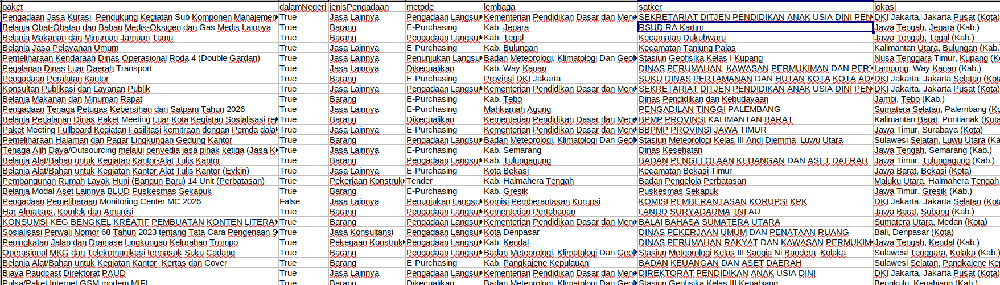 paket dalamNegeri jenisPengadaan metode lembaga satker lokasi
Pengadaan Jasa Kurasi Pendukung Kegiatan Sub Komponen Manajemen True Jasa Lainnya Pengadaan Langsu Kementerian Pendidikan Dasar dan Mene SEKRETARIAT DITJEN PENDIDIKAN ANAK USIA DINI PEN DKI Jakarta, Jakarta Pusat (Kota)
Belanja Obat-Obatan dan Bahan Medis-Oksigen dan Gas Medis Lainnya True Barang E-Purchasing Kab. Jepara RSUD RA Kartini Jawa Tengah, Jepara (Kab.)
Belanja Makanan dan Minuman Jamuan Tamu True Barang Pengadaan Langsu Kab. Tegal Kecamatan Dukuhwaru Jawa Tengah, Tegal (Kab.)
Belanja Jasa Pelayanan Umum True Jasa Lainnya E-Purchasing Kab. Bulungan Kecamatan Tanjung Palas Kalimantan Utara, Bulungan (Kab.
Pemeliharaan Kendaraan Dinas Operasional Roda 4 (Double Gardan) True Jasa Lainnya Penunjukan Langsu Badan Meteorologi, Klimatologi Dan Geof Stasiun Geofisika Kelas I Kupang Nusa Tenggara Timur, Kupang (K
Perjalanan Dinas Luar Daerah Transport True Jasa Lainnya Dikecualikan Kab. Way Kanan DINAS PERUMAHAN, KAWASAN PERMUKIMAN DAN PER Lampung, Way Kanan (Kab.)
Pengadaan Peralatan Kantor True Barang E-Purchasing Provinsi DKI Jakarta SUKU DINAS PERTAMANAN DAN HUTAN KOTA KOTA AD DKI Jakarta, Jakarta Selatan (Kota
Konsultan Publikasi dan Layanan Publik True Jasa Lainnya Pengadaan Langsu Kementerian Pendidikan Dasar dan Mene SEKRETARIAT DITJEN PENDIDIKAN ANAK USIA DINI PEN DKI Jakarta, Jakarta Pusat (Kota)
Belanja Makanan dan Minuman Rapat True Barang E-Purchasing Kab. Tebo Dinas Pendidikan dan Kebudayaan Jambi, Tebo (Kab.)
Pengadaan Tenaga Petugas Kebersihan dan Satpam Tahun 2026 True Jasa Lainnya E-Purchasing Mahkamah Agung PENGADILAN TINGGI PALEMBANG Sumatera Selatan, Palembang (Ko
Belanja Perjalanan Dinas Paket Meeting Luar Kota Kegiatan Sosialisasi re True Barang Dikecualikan Kementerian Pendidikan Dasar dan Mene BPMP PROVINSI KALIMANTAN BARAT Kalimantan Barat, Pontianak (Kota
Paket Meeting Fullboard Kegiatan Fasilitasi kemitraan dengan Pemda dala True Jasa Lainnya Pengadaan Langsu Kementerian Pendidikan Dasar dan Mene BBPMP PROVINSI JAWA TIMUR Jawa Timur, Surabaya (Kota)
Pemeliharaan Halaman dan Pagar Lingkungan Gedung Kantor True Barang Pengadaan Langsu Badan Meteorologi, Klimatologi Dan Geof Stasiun Meteorologi Kelas III Andi Djemma Luwu Utara Sulawesi Selatan, Luwu Utara (Ka
Tenaga Alih Daya/Outsorcing melalui penyedia jasa pihak ketiga (Jasa K True Jasa Lainnya E-Purchasing Kab. Semarang Dinas Kesehatan Jawa Tengah, Semarang (Kab.)
Belanja Alat/Bahan untuk Kegiatan Kantor-Alat Tulis Kantor True Barang Pengadaan Langsu Kab. Tulungagung BADAN PENGELOLAAN KEUANGAN DAN ASET DAERAH Jawa Timur, Tulungagung (Kab.)
Belanja Alat/Bahan untuk Kegiatan Kantor-Alat Tulis Kantor (Evkin) True Jasa Lainnya E-Purchasing Kota Bekasi Kecamatan Bekasi Timur Jawa Barat, Bekasi (Kota)
Pembangunan Rumah Layak Huni (Bangun Baru) 14 Unit (Perbatasan) True Pekerjaan Konstruk Tender Kab. Halmahera Tengah Badan Pengelola Perbatasan Maluku Utara, Halmahera Tengah
Belanja Modal Aset Lainnya BLUD Puskesmas Sekapuk True Barang E-Purchasing Kab. Gresik Puskesmas Sekapuk Jawa Timur, Gresik (Kab.)
Pengadaan Pemeliharaan Monitoring Center MC 2026 False Jasa Lainnya Penunjukan Langsu Komisi Pemberantasan Korupsi KOMISI PEMBERANTASAN KORUPSI KPK DKI Jakarta, Jakarta Selatan (Kota
Har Almatsus, Komlek dan Amunisi True Barang Pengadaan Langsu Kementerian Pertahanan LANUD SURYADARMA TNI AU Jawa Barat, Subang (Kab.)
KONSUMSI KEG BENGKEL KREATIF PEMBUATAN KONTEN LITERA True Barang Pengadaan Langsu Kementerian Pendidikan Dasar dan Mene BALAI BAHASA SUMATERA UTARA Sumatera Utara, Medan (Kota)
Sosialisasi Perwali Nomor 68 Tahun 2023 tentang Tata Cara Pengenaan S True Jasa Konsultansi Pengadaan Langsu Kota Denpasar DINAS PEKERJAAN UMUM DAN PENATAAN RUANG Bali, Denpasar (Kota)
Peningkatan Jalan dan Drainase Lingkungan Kelurahan Trompo True Pekerjaan Konstruk Pengadaan Langsu Kab. Kendal DINAS PERUMAHAN RAKYAT DAN KAWASAN PERMUKIM Jawa Tengah, Kendal (Kab.)
Operasional MKG dan Telekomunikasi termasuk Suku Cadang True Barang Pengadaan Langsu Badan Meteorologi, Klimatologi Dan Geof Stasiun Meteorologi Kelas III Sangia Ni Bandera Kolaka Sulawesi Tenggara, Kolaka (Kab.)
Belanja Alat/Bahan untuk Kegiatan Kantor- Kertas dan Cover True Barang E-Purchasing Kab. Pangkajene Kepulauan BADAN KEUANGAN DAN ASET DAERAH Sulawesi Selatan, Pangkajene Kep
Biaya Paudcast Direktorat PAUD True Jasa Lainnya Pengadaan Langsu Kementerian Pendidikan Dasar dan Mene DIREKTORAT PENDIDIKAN ANAK USIA DINI DKI Jakarta, Jakarta Pusat (Kota)
Pulsa/Paket Internet GSM modem MIFI True Barang Dikecualikan Badan Meteorologi, Klimatologi Dan Geof Stasiun Geofisika Kelas III Kepahiang Bengkulu, Kepahiang (Kab.)